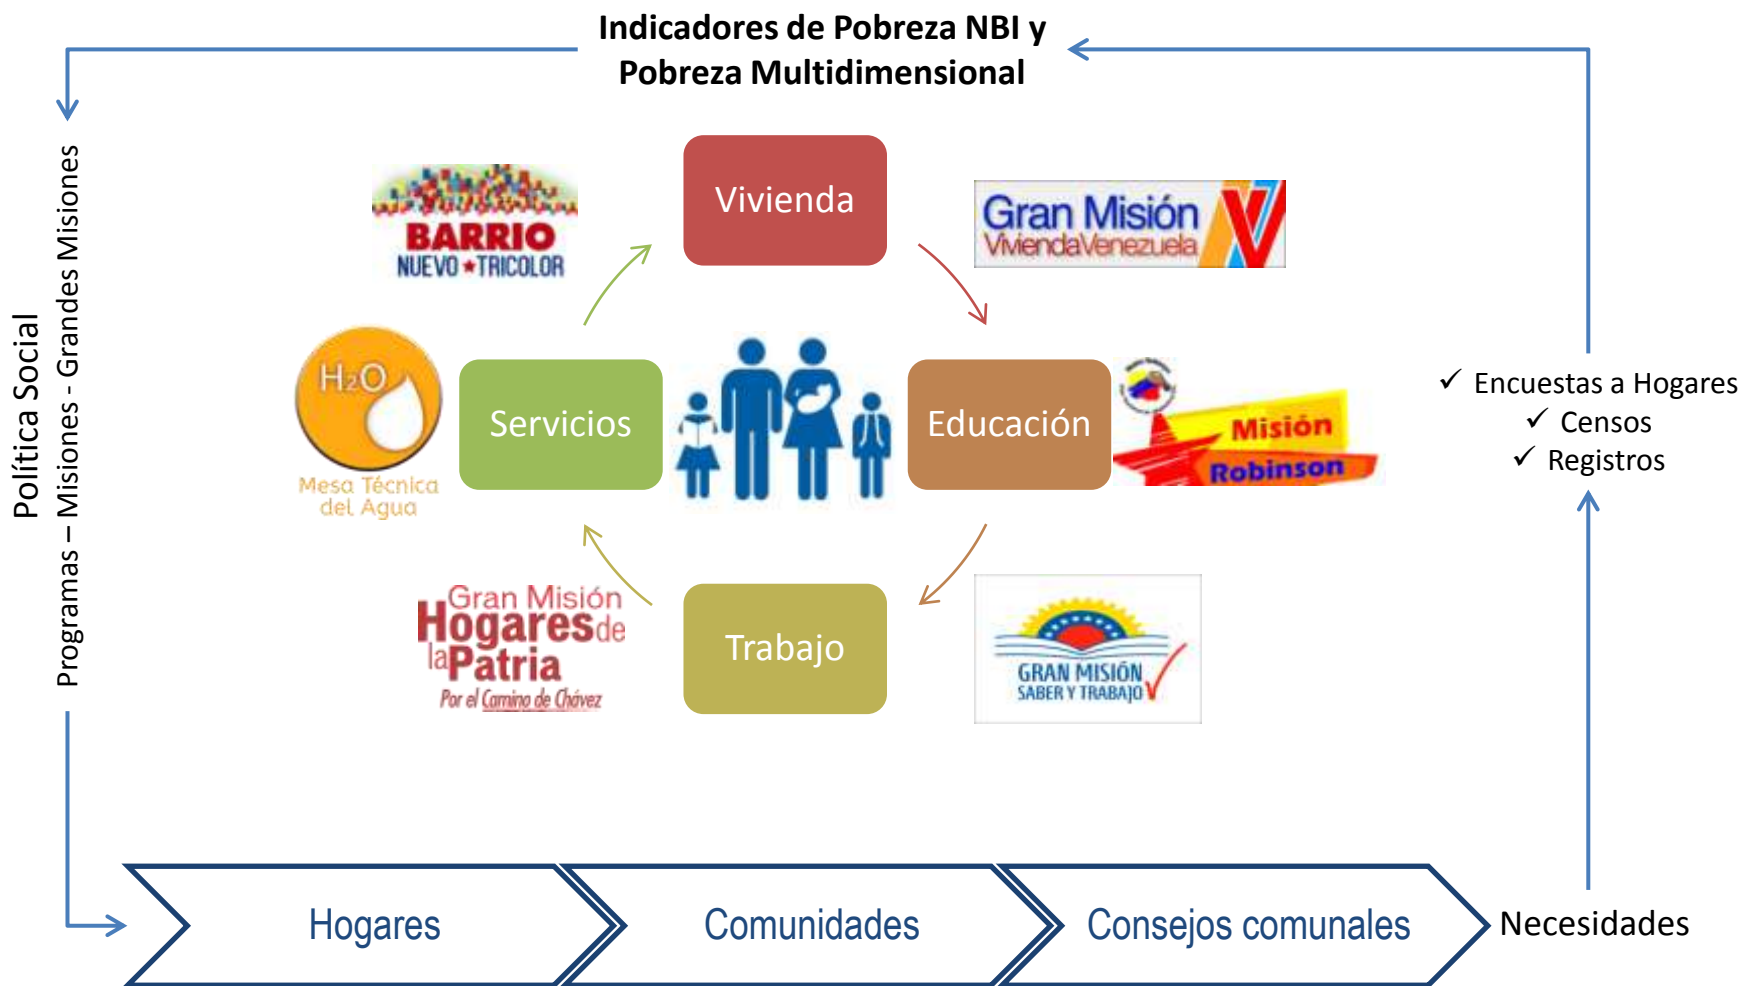 Indicadores de Pobreza NBI y
Pobreza Multidimensional
Política Social
Programas – Misiones - Grandes Misiones
BARRIO
NUEVO ★ TRICOLOR
Vivienda
Gran Misión
ViviendaVenezuela
H2O
Mesa Técnica
del Agua
Servicios
Educación
Misión
Robinson
✓ Encuestas a Hogares
✓ Censos
✓ Registros
Gran Misión
Hogares de
la Patria
Por el Camino de Chávez
Trabajo
GRAN MISIÓN
SABER Y TRABAJO
Hogares
Comunidades
Consejos comunales
Necesidades